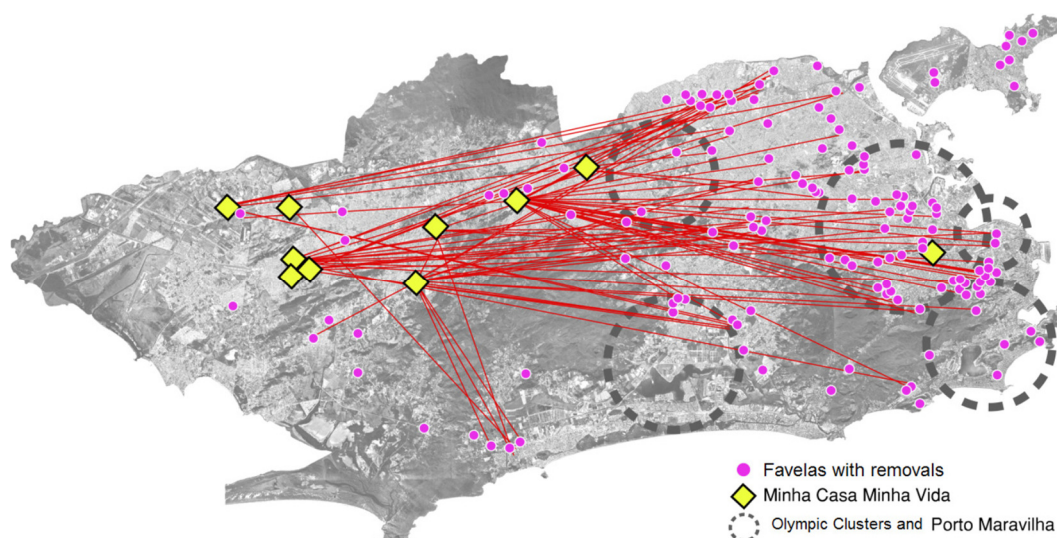 Favelas with removals
Minha Casa Minha Vida
Olympic Clusters and Porto Maravilha